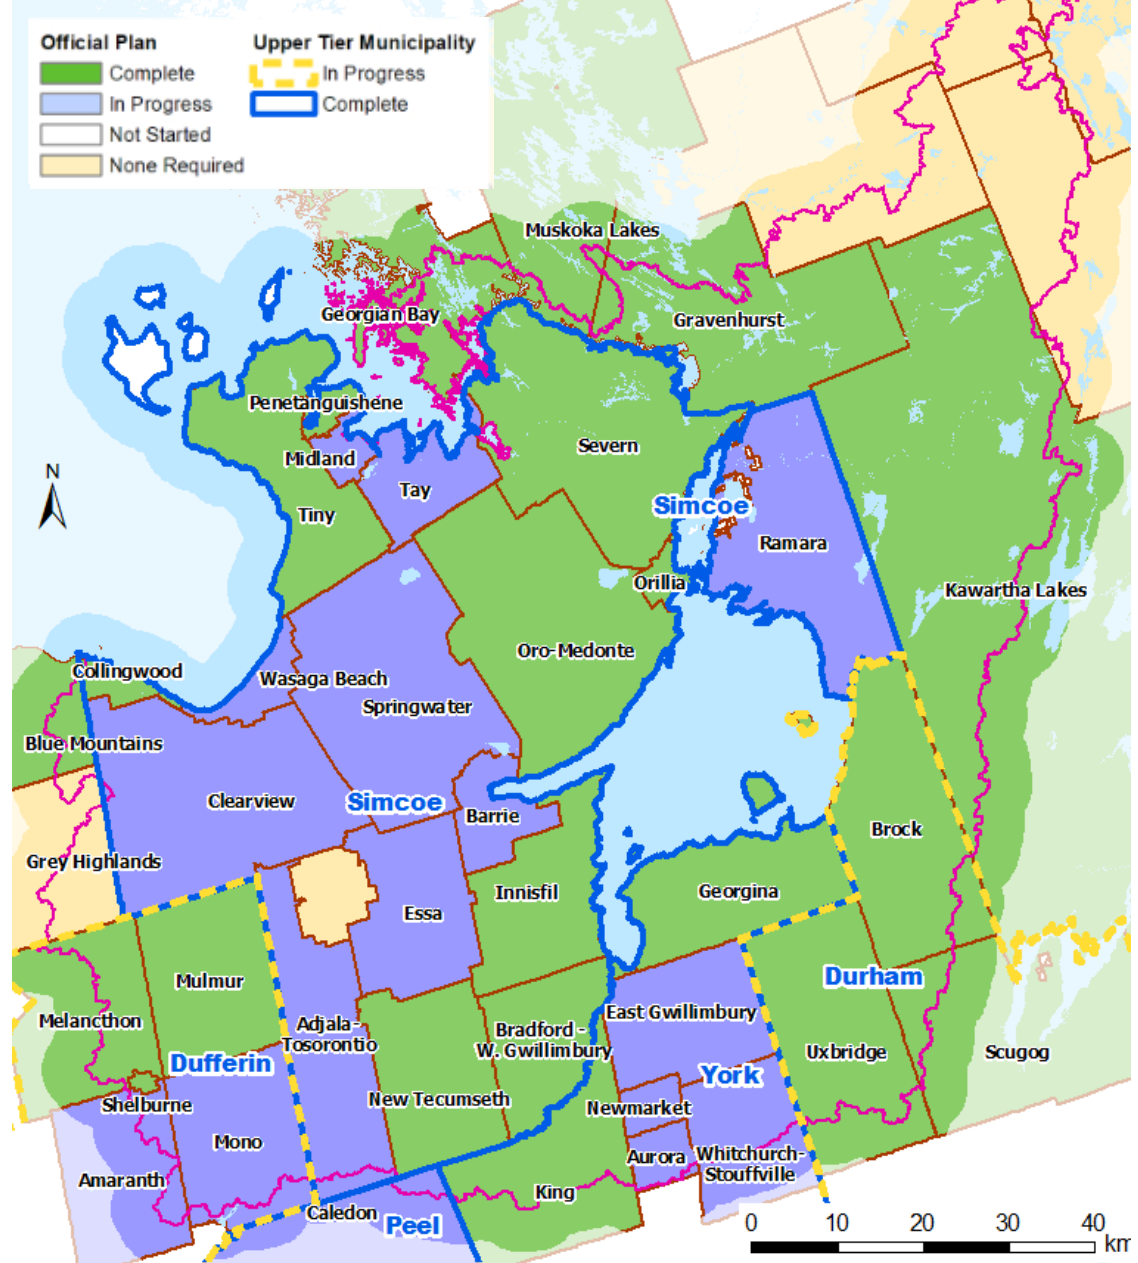 Official Plan
Complete
In Progress
Not Started
None Required
Upper Tier Municipality
In Progress
Complete
Muskoka Lakes
Georgian Bay
Gravenhurst
Penetanguishene
Severn
Midland
Tay
N
Simcoe
Tiny
Ramara
Orillia
Kawartha Lakes
Oro-Medonte
Collingwood
Wasaga Beach
Springwater
Blue Mountains
Clearview
Simcoe
Barrie
Brock
Grey Highlands
Innisfil
Georgina
Essa
Mulmur
Durham
Melancthon
Adjala-
Tosorontio
East Gwillimbury
Bradford -
W. Gwillimbury
Uxbridge
Scugog
Dufferin
York
Shelburne
New Tecumseth
Newmarket
Mono
Aurora
Whitchurch-
Stouffville
Amaranth
King
Caledon
Peel
0 10 20 30 40
km